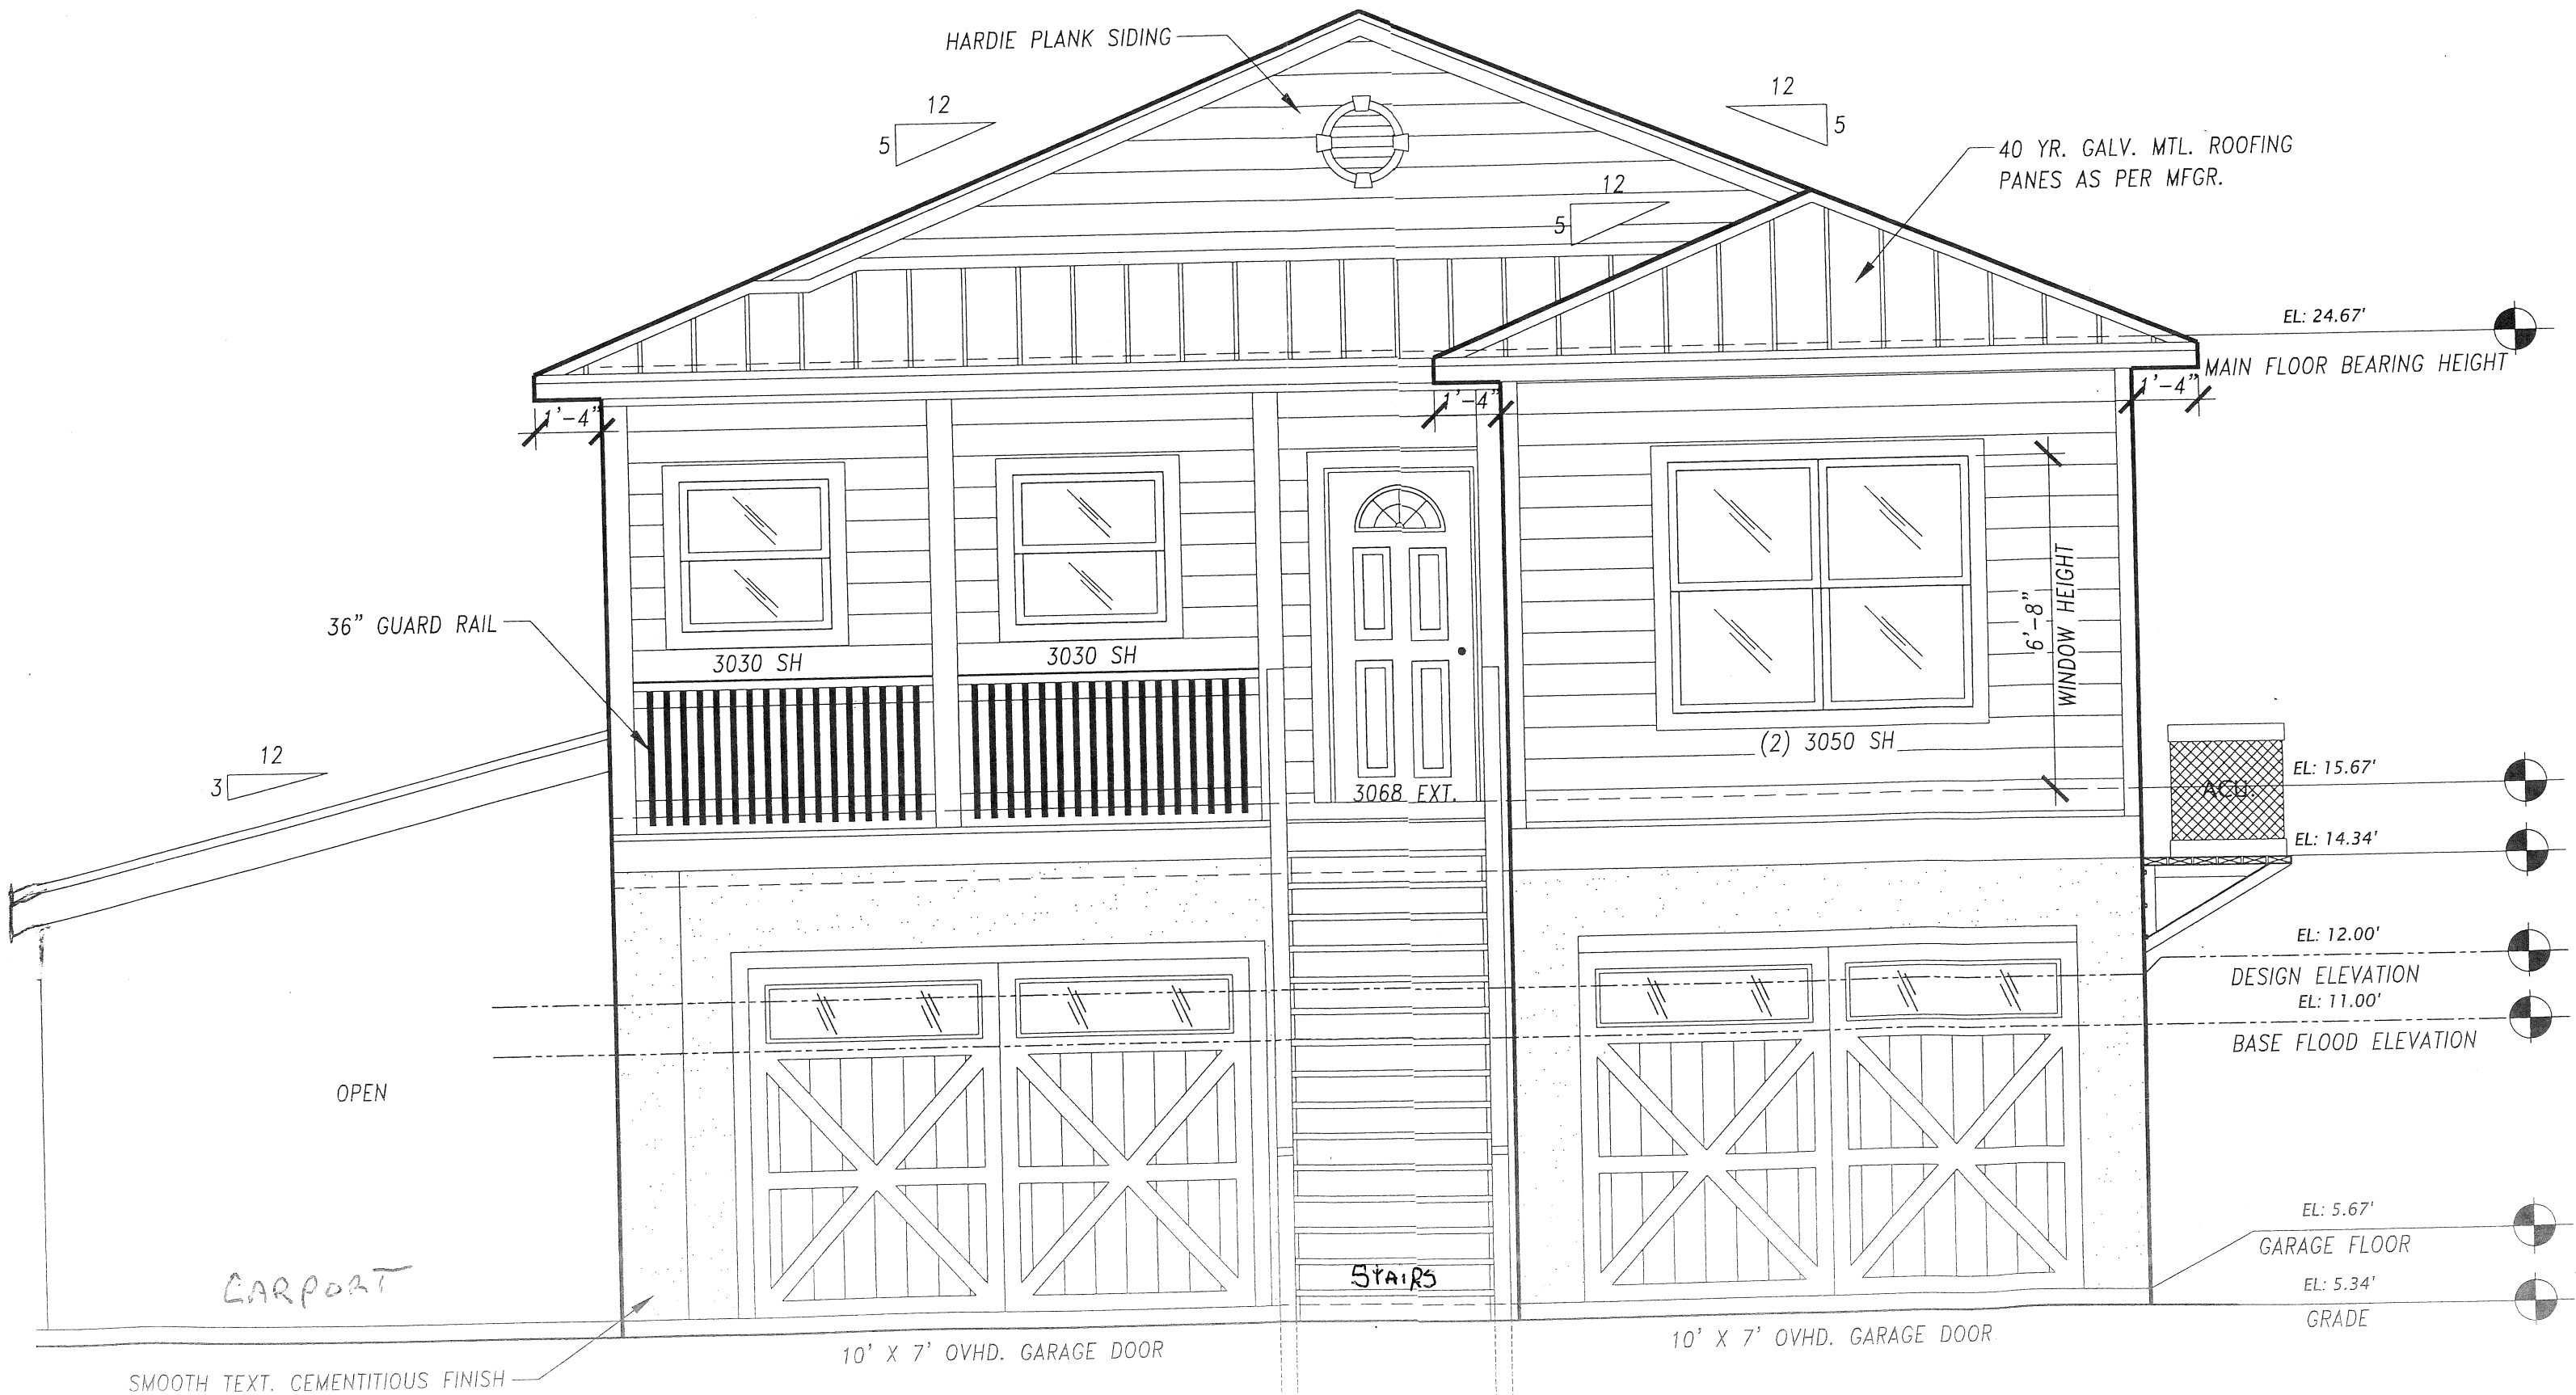 HARDIE PLANK SIDING
12
5
12
5
40 YR. GALV. MTL. ROOFING
PANES AS PER MFGR.
12
5
EL: 24.67'
MAIN FLOOR BEARING HEIGHT
1'-4"
1'-4"
1'-4"
36" GUARD RAIL
3030 SH
3030 SH
6'-8"
WINDOW HEIGHT
(2) 3050 SH
12
3
3068 EXT.
EL: 15.67'
ACU.
EL: 14.34'
EL: 12.00'
DESIGN ELEVATION
EL: 11.00'
BASE FLOOD ELEVATION
OPEN
EL: 5.67'
GARAGE FLOOR
CARPORT
STAIRS
EL: 5.34'
GRADE
10' X 7' OVHD. GARAGE DOOR
10' X 7' OVHD. GARAGE DOOR
SMOOTH TEXT. CEMENTITIOUS FINISH